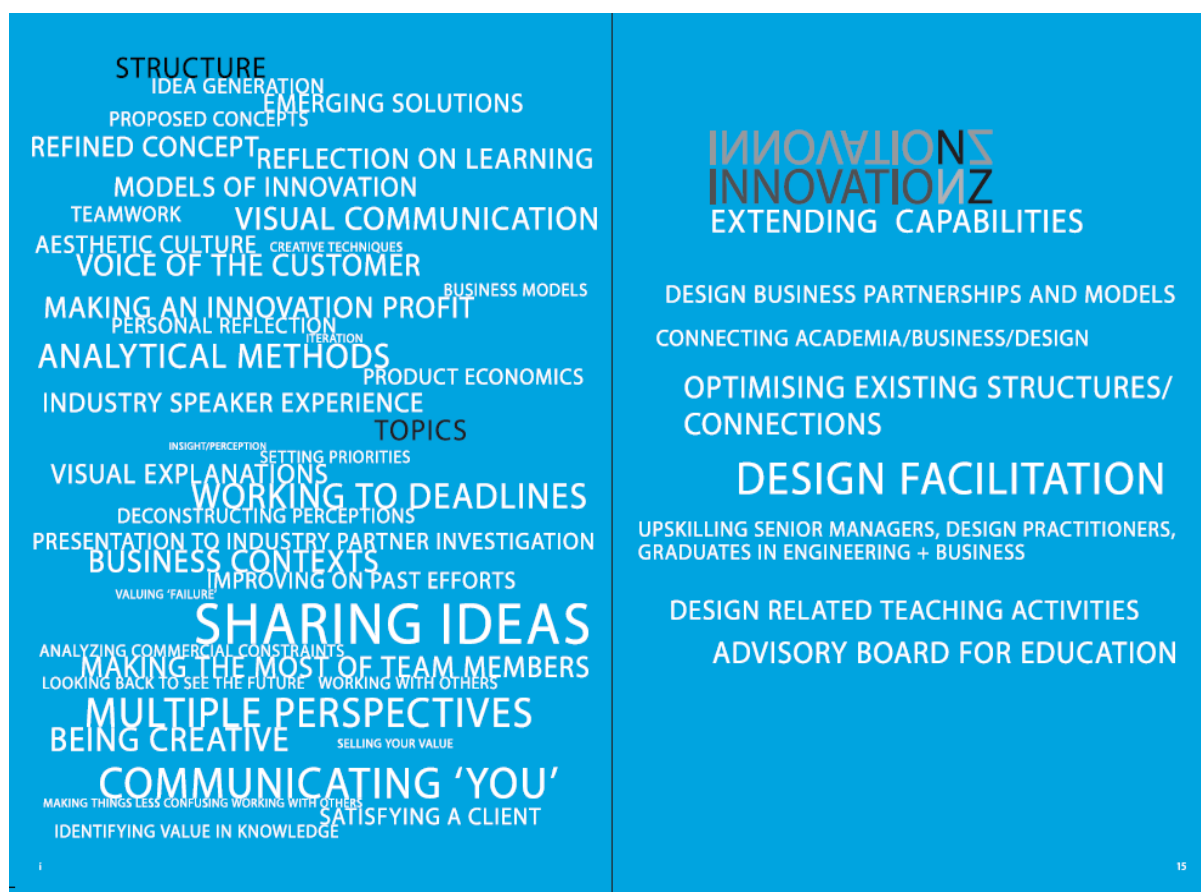 STRUCTURE
IDEA GENERATION
EMERGING SOLUTIONS
PROPOSED CONCEPTS
REFINED CONCEPT
REFLECTION ON LEARNING
MODELS OF INNOVATION
TEAMWORK
VISUAL COMMUNICATION
AESTHETIC CULTURE
CREATIVE TECHNIQUES
VOICE OF THE CUSTOMER
BUSINESS MODELS
MAKING AN INNOVATION PROFIT
PERSONAL REFLECTION
ITERATION
ANALYTICAL METHODS
PRODUCT ECONOMICS
INDUSTRY SPEAKER EXPERIENCE
TOPICS
INSIGHT/PERCEPTION
SETTING PRIORITIES
VISUAL EXPLANATIONS
WORKING TO DEADLINES
DECONSTRUCTING PERCEPTIONS
PRESENTATION TO INDUSTRY PARTNER INVESTIGATION
BUSINESS CONTEXTS
IMPROVING ON PAST EFFORTS
VALUING ‘FAILURE’
SHARING IDEAS
ANALYZING COMMERCIAL CONSTRAINTS
MAKING THE MOST OF TEAM MEMBERS
LOOKING BACK TO SEE THE FUTURE WORKING WITH OTHERS
MULTIPLE PERSPECTIVES
BEING CREATIVE
SELLING YOUR VALUE
COMMUNICATING ‘YOU’
MAKING THINGS LESS CONFUSING WORKING WITH OTHERS
SATISFYING A CLIENT
IDENTIFYING VALUE IN KNOWLEDGE
i
INNOVATIONZ
INNOVATIONZ
EXTENDING CAPABILITIES
DESIGN BUSINESS PARTNERSHIPS AND MODELS
CONNECTING ACADEMIA/BUSINESS/DESIGN
OPTIMISING EXISTING STRUCTURES/
CONNECTIONS
DESIGN FACILITATION
UPSKILLING SENIOR MANAGERS, DESIGN PRACTITIONERS,
GRADUATES IN ENGINEERING + BUSINESS
DESIGN RELATED TEACHING ACTIVITIES
ADVISORY BOARD FOR EDUCATION
15